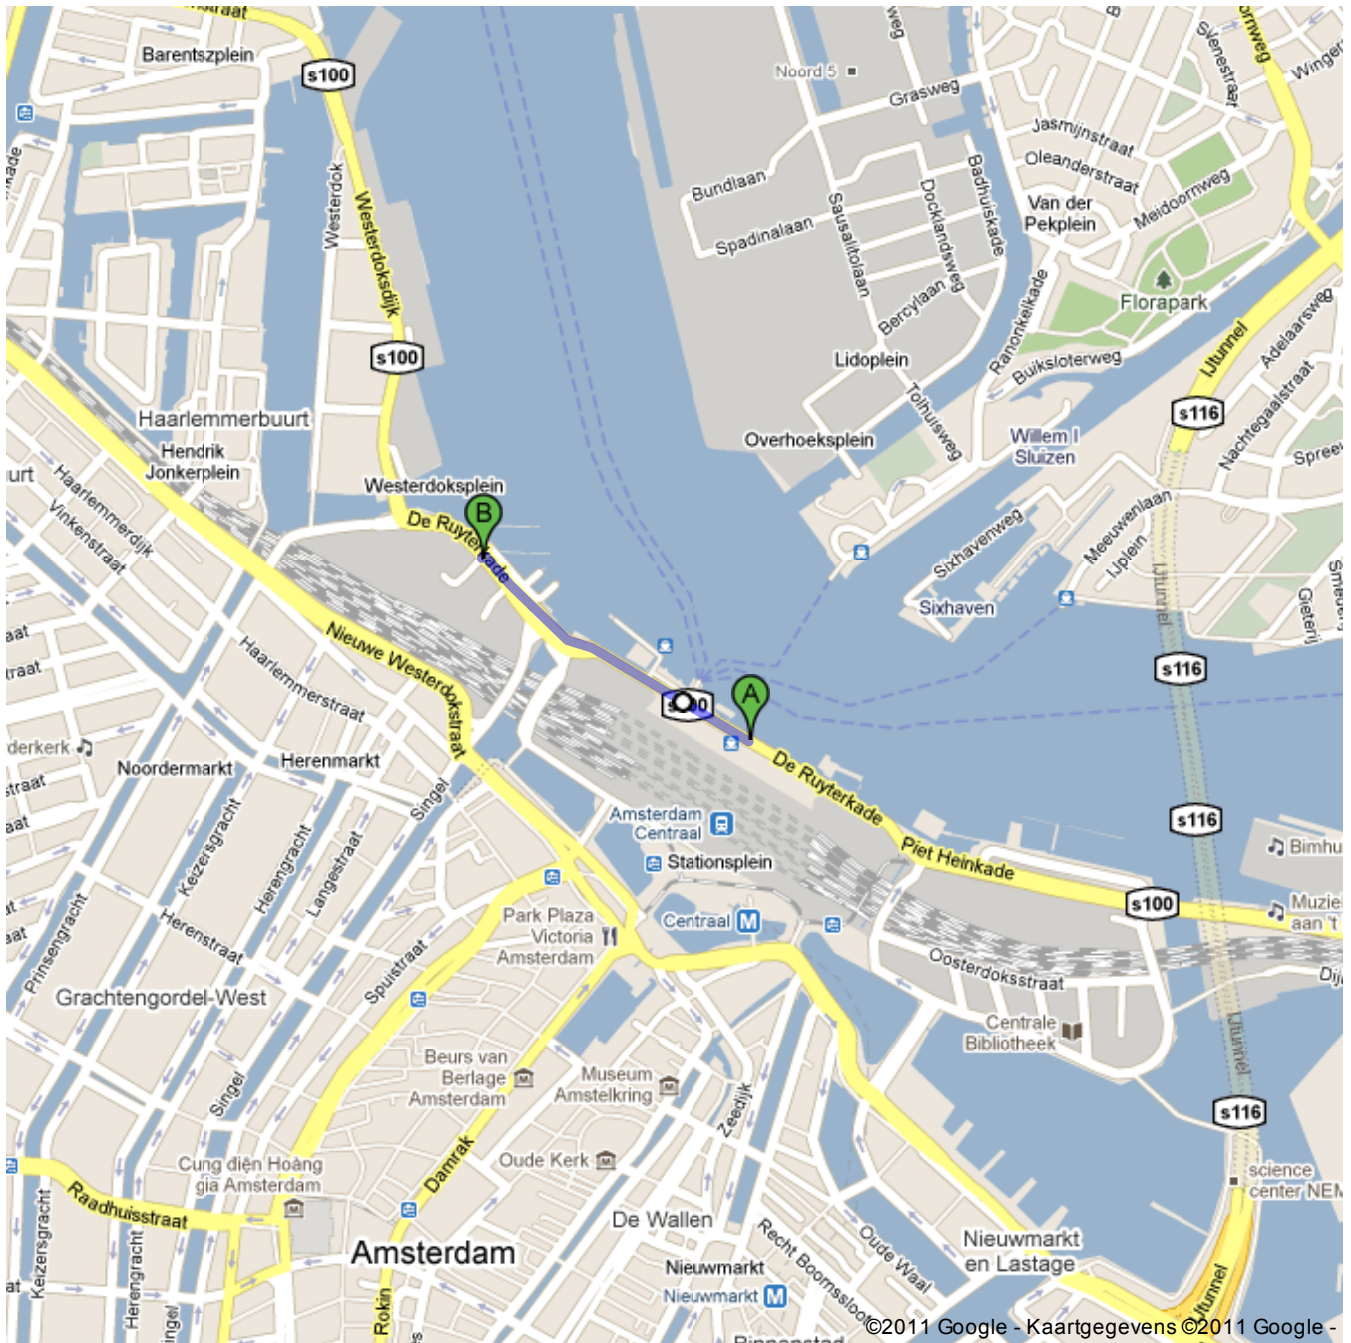 Barentszplein
s100
Noord 5
Grasweg
Jasmijnstraat
Oleanderstraat
Meidoornweg
Van der
Pekplein
Bundlaan
Spadinalaan
Sausalitolaan
Docklandsweg
Badhuiskade
Bercylaan
Ranonkelkade
Buiksloterweg
Florapark
IJtunnel
Adelaarsweg
Nachtegaalstraat
s116
Westerdok
Westerdoksdijk
s100
Lidoplein
Tolhuisweg
Overhoeksplein
Willem I
Sluizen
Haarlemmerbuurt
Hendrik
Jonkerplein
Haarlemmerdijk
Vinkenstraat
Westerdoksplein
B
De Ruyterkade
Meeuwenlaan
IJplein
Sixhavenweg
Sixhaven
IJtunnel
Gieterij
s116
Nieuwe Westerdokstraat
Haarlemmerstraat
A
De Ruyterkade
Noordermarkt
Herenmarkt
Singel
Keizersgracht
Herengracht
Langestraat
Amsterdam
Centraal
Stationsplein
Piet Heinkade
s116
s100
Centraal M
Park Plaza
Victoria
Amsterdam
Prinsengracht
Herenstraat
Spuistraat
Oosterdoksstraat
Grachtengordel-West
Centrale
Bibliotheek
IJtunnel
Beurs van
Berlage
Amsterdam
Museum
Amstelkring
Zeedijk
Singel
s116
Oude Kerk
Cung điện Hoàng
gia Amsterdam
Damrak
science
center NEM
Raadhuisstraat
De Wallen
Keizersgracht
Herengracht
Amsterdam
Rokin
Nieuwmarkt
Nieuwmarkt M
Recht Boomssloot
Oude Waal
Nieuwmarkt
en Lastage
IJtunnel
©2011 Google - Kaartgegevens ©2011 Google -